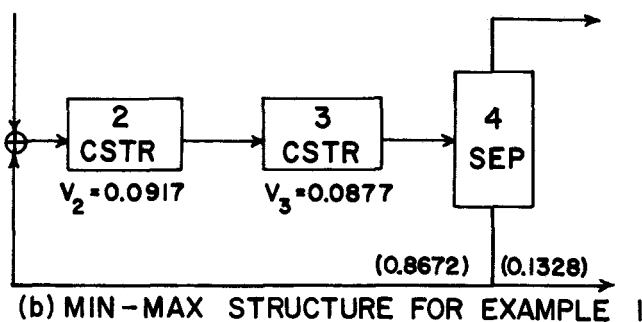 2
CSTR
V₂=0.0917
3
CSTR
V₃=0.0877
4
SEP
(0.8672) (0.1328)
(b) MIN-MAX STRUCTURE FOR EXAMPLE I